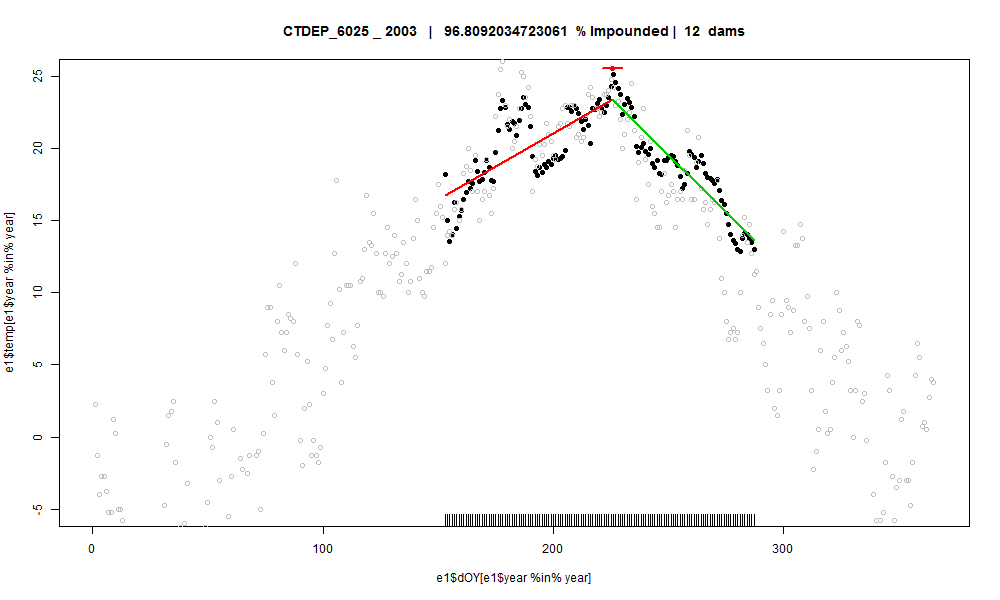 CTDEP_6025 _ 2003 | 96.8092034723061 % Impounded | 12 dams
e1$temp[e1$year %in% year]
25
20
15
10
5
0
-5
0 100 200 300
e1$dOY[e1$year %in% year]